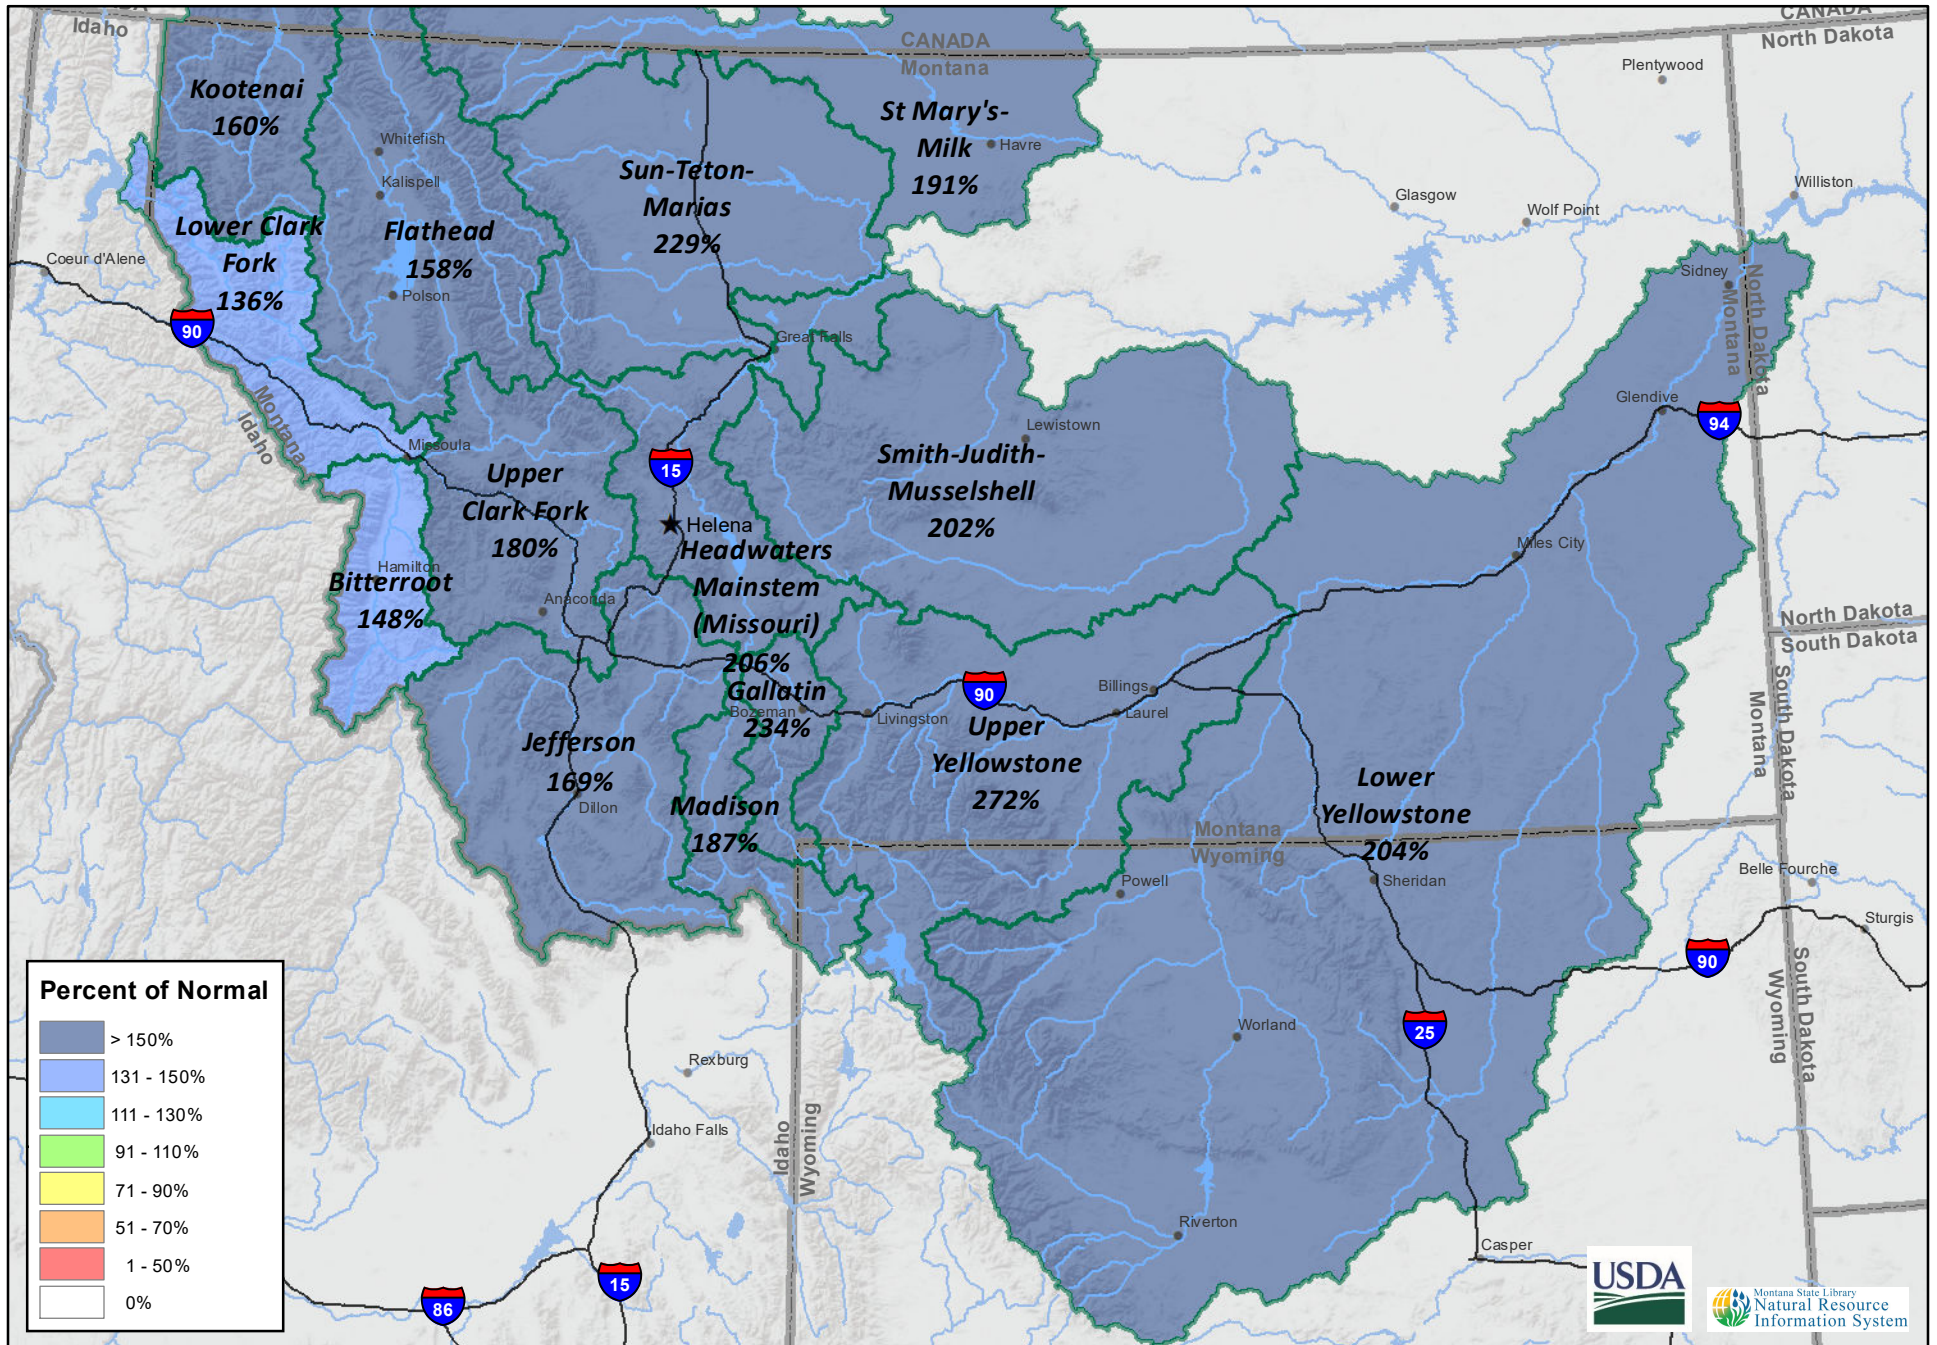 CANADA
Idaho
CANADA
Montana
CANADA
North Dakota
Plentywood
Kootenai
160%
St Mary's-
Milk
191%
Havre
Whitefish
Kalispell
Sun-Teton-
Marias
229%
Glasgow
Wolf Point
Williston
Lower Clark
Fork
136%
Flathead
158%
Polson
Coeur d'Alene
90
Great Falls
Sidney
North Dakota
Montana
Montana
Idaho
Missoula
Lewistown
Glendive
94
15
Upper
Clark Fork
180%
Smith-Judith-
Musselshell
202%
Helena
Headwaters
Mainstem
(Missouri)
206%
Miles City
Hamilton
Bitterroot
148%
Anaconda
North Dakota
South Dakota
Gallatin
234%
Bozeman
Livingston
90
Billings
Laurel
South Dakota
Montana
Upper
Yellowstone
272%
Jefferson
169%
Dillon
Madison
187%
Lower
Yellowstone
204%
Montana
Wyoming
Powell
Sheridan
Belle Fourche
Sturgis
90
South Dakota
Wyoming
Percent of Normal
> 150%
131 - 150%
111 - 130%
91 - 110%
71 - 90%
51 - 70%
1 - 50%
0%
Worland
25
Rexburg
Idaho Falls
Idaho
Wyoming
Riverton
Casper
15
86
USDA
Montana State Library
Natural Resource
Information System